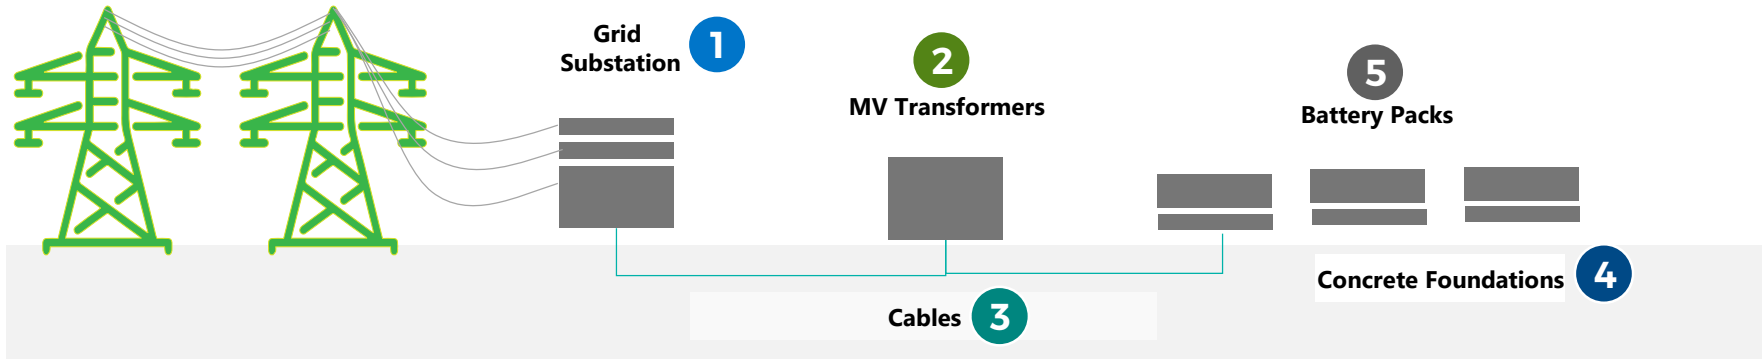 Grid
Substation
1
2
MV Transformers
5
Battery Packs
Concrete Foundations
4
Cables
3